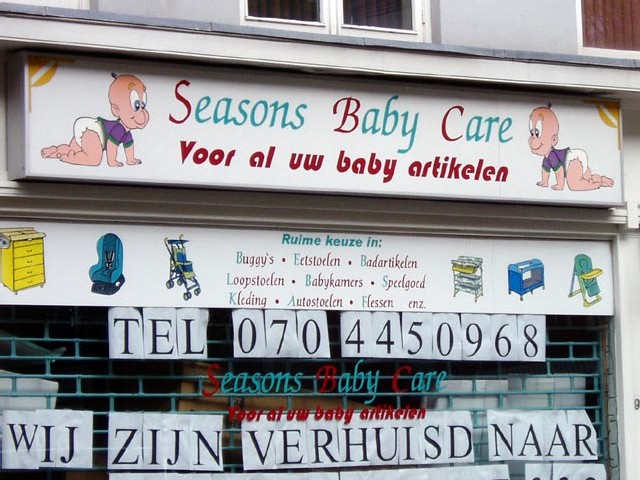 Seasons Baby Care
Voor al uw baby artikelen
Ruime keuze in:
Buggy's • Eetstoelen • Badartikelen
Loopstoelen • Babykamers • Speelgoed
Kleding • Autostoelen • Flessen enz.
TEL 070 4450968
Seasons Baby Care
Voor al uw baby artikelen
WIJ ZIJN VERHUISD NAAR